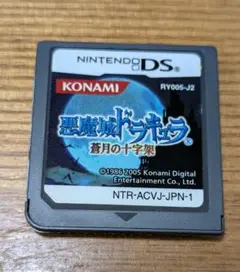 NINTENDO DS™
KONAMI
RY005-J2
悪魔城ドラキュラ
蒼月の十字架
©1986 2005 Konami Digital
Entertainment Co., Ltd.
NTR-ACVJ-JPN-1